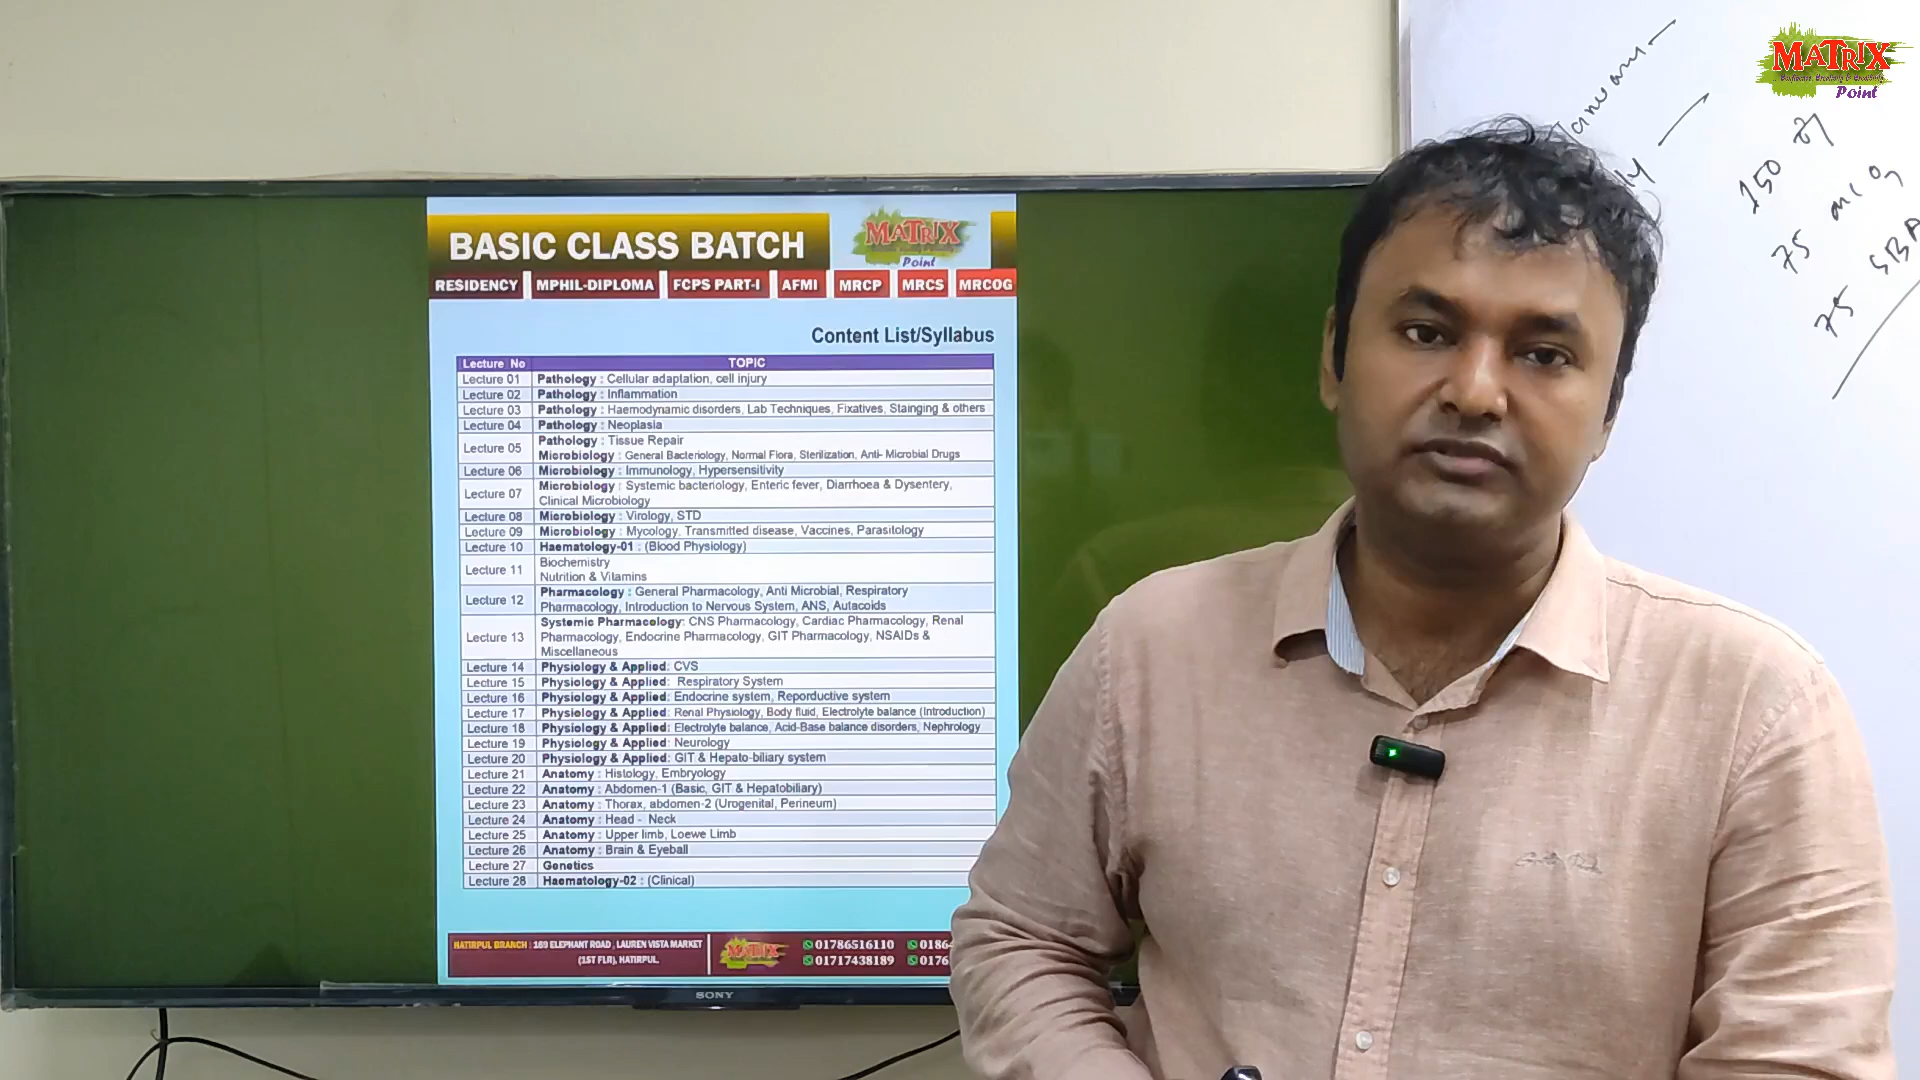 MATRIX
Point
January -
150 
75 mcq
75 SBA
BASIC CLASS BATCH
MATRIX
Point
RESIDENCY MPHIL-DIPLOMA FCPS PART-I AFMI MRCP MRCS MRCOG
Content List/Syllabus
Lecture No TOPIC
Lecture 01 Pathology : Cellular adaptation, cell injury
Lecture 02 Pathology : Inflammation
Lecture 03 Pathology : Haemodynamic disorders, Lab Techniques, Fixatives, Stainging & others
Lecture 04 Pathology : Neoplasia
Lecture 05 Pathology : Tissue Repair
Microbiology : General Bacteriology, Normal Flora, Sterilization, Anti- Microbial Drugs
Lecture 06 Microbiology : Immunology, Hypersensitivity
Lecture 07 Microbiology : Systemic bacteriology, Enteric fever, Diarrhoea & Dysentery,
Clinical Microbiology
Lecture 08 Microbiology : Virology, STD
Lecture 09 Microbiology : Mycology, Transmitted disease, Vaccines, Parasitology
Lecture 10 Haematology-01 : (Blood Physiology)
Lecture 11 Biochemistry
Nutrition & Vitamins
Lecture 12 Pharmacology : General Pharmacology, Anti Microbial, Respiratory
Pharmacology, Introduction to Nervous System, ANS, Autacoids
Lecture 13 Systemic Pharmacology: CNS Pharmacology, Cardiac Pharmacology, Renal
Pharmacology, Endocrine Pharmacology, GIT Pharmacology, NSAIDs &
Miscellaneous
Lecture 14 Physiology & Applied: CVS
Lecture 15 Physiology & Applied: Respiratory System
Lecture 16 Physiology & Applied: Endocrine system, Reporductive system
Lecture 17 Physiology & Applied: Renal Physiology, Body fluid, Electrolyte balance (Introduction)
Lecture 18 Physiology & Applied: Electrolyte balance, Acid-Base balance disorders, Nephrology
Lecture 19 Physiology & Applied: Neurology
Lecture 20 Physiology & Applied: GIT & Hepato-biliary system
Lecture 21 Anatomy : Histology, Embryology
Lecture 22 Anatomy : Abdomen-1 (Basic, GIT & Hepatobiliary)
Lecture 23 Anatomy : Thorax, abdomen-2 (Urogenital, Perineum)
Lecture 24 Anatomy : Head - Neck
Lecture 25 Anatomy : Upper limb, Loewe Limb
Lecture 26 Anatomy : Brain & Eyeball
Lecture 27 Genetics
Lecture 28 Haematology-02 : (Clinical)
HATIRPUL BRANCH : 169 ELEPHANT ROAD , LAUREN VISTA MARKET
(1ST FLR), HATIRPUL.
MATRIX
01786516110 0186
01717438189 0176
SONY